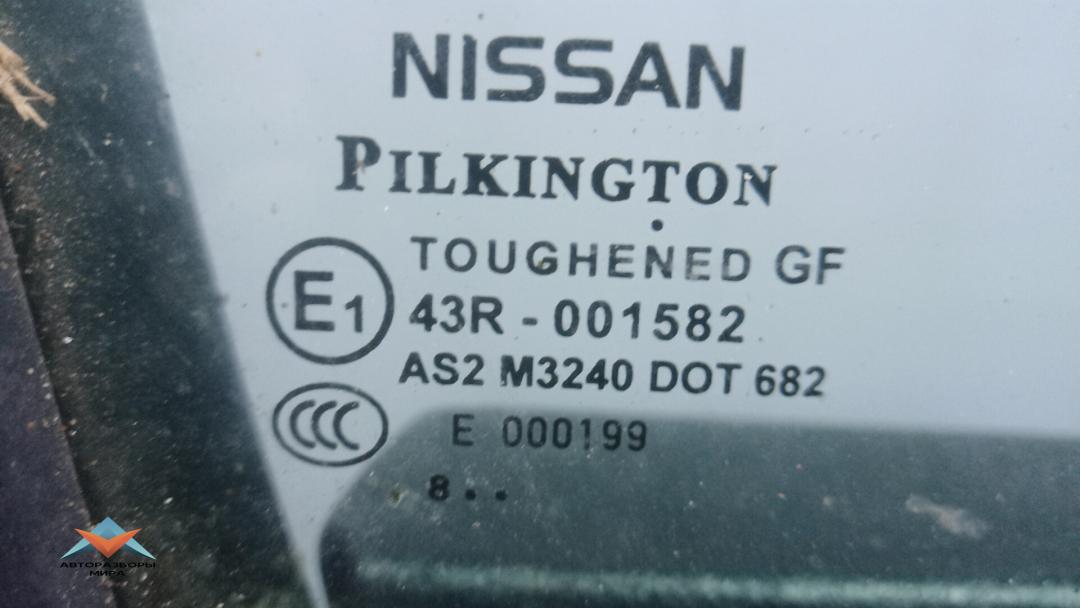 NISSAN
PILKINGTON
TOUGHENED GF
E1
43R - 001582
AS2 M3240 DOT 682
CCC
E 000199
8 . .
АВТОРАЗБОРЫ
МИРА